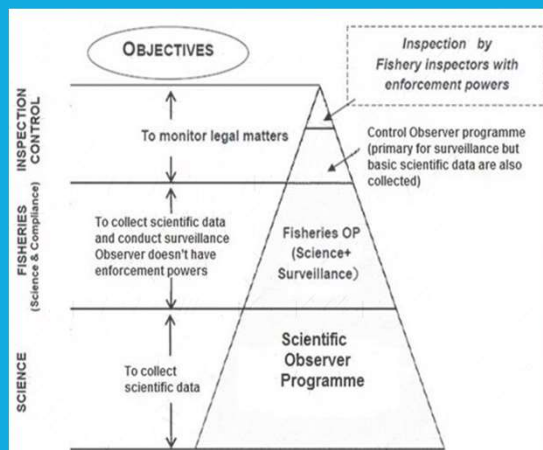 OBJECTIVES
Inspection by
Fishery inspectors with
enforcement powers
INSPECTION
CONTROL
To monitor legal matters
Control Observer programme
(primary for surveillance but
basic scientific data are also
collected)
FISHERIES
(Science & Compliance)
To collect scientific data
and conduct surveillance
Observer doesn't have
enforcement powers
Fisheries OP
(Science+
Surveillance)
SCIENCE
To collect
scientific data
Scientific
Observer
Programme